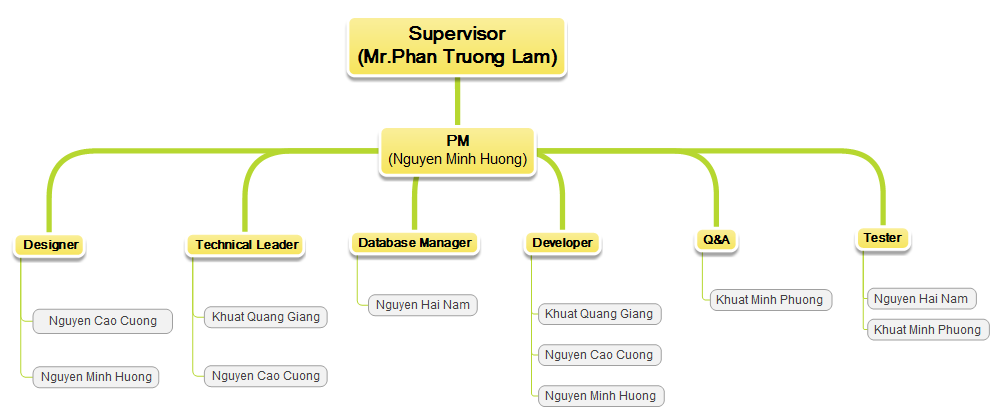 Supervisor
(Mr.Phan Truong Lam)
PM
(Nguyen Minh Huong)
Designer
Nguyen Cao Cuong
Nguyen Minh Huong
Technical Leader
Khuat Quang Giang
Nguyen Cao Cuong
Database Manager
Nguyen Hai Nam
Developer
Khuat Quang Giang
Nguyen Cao Cuong
Nguyen Minh Huong
Q&A
Khuat Minh Phuong
Tester
Nguyen Hai Nam
Khuat Minh Phuong